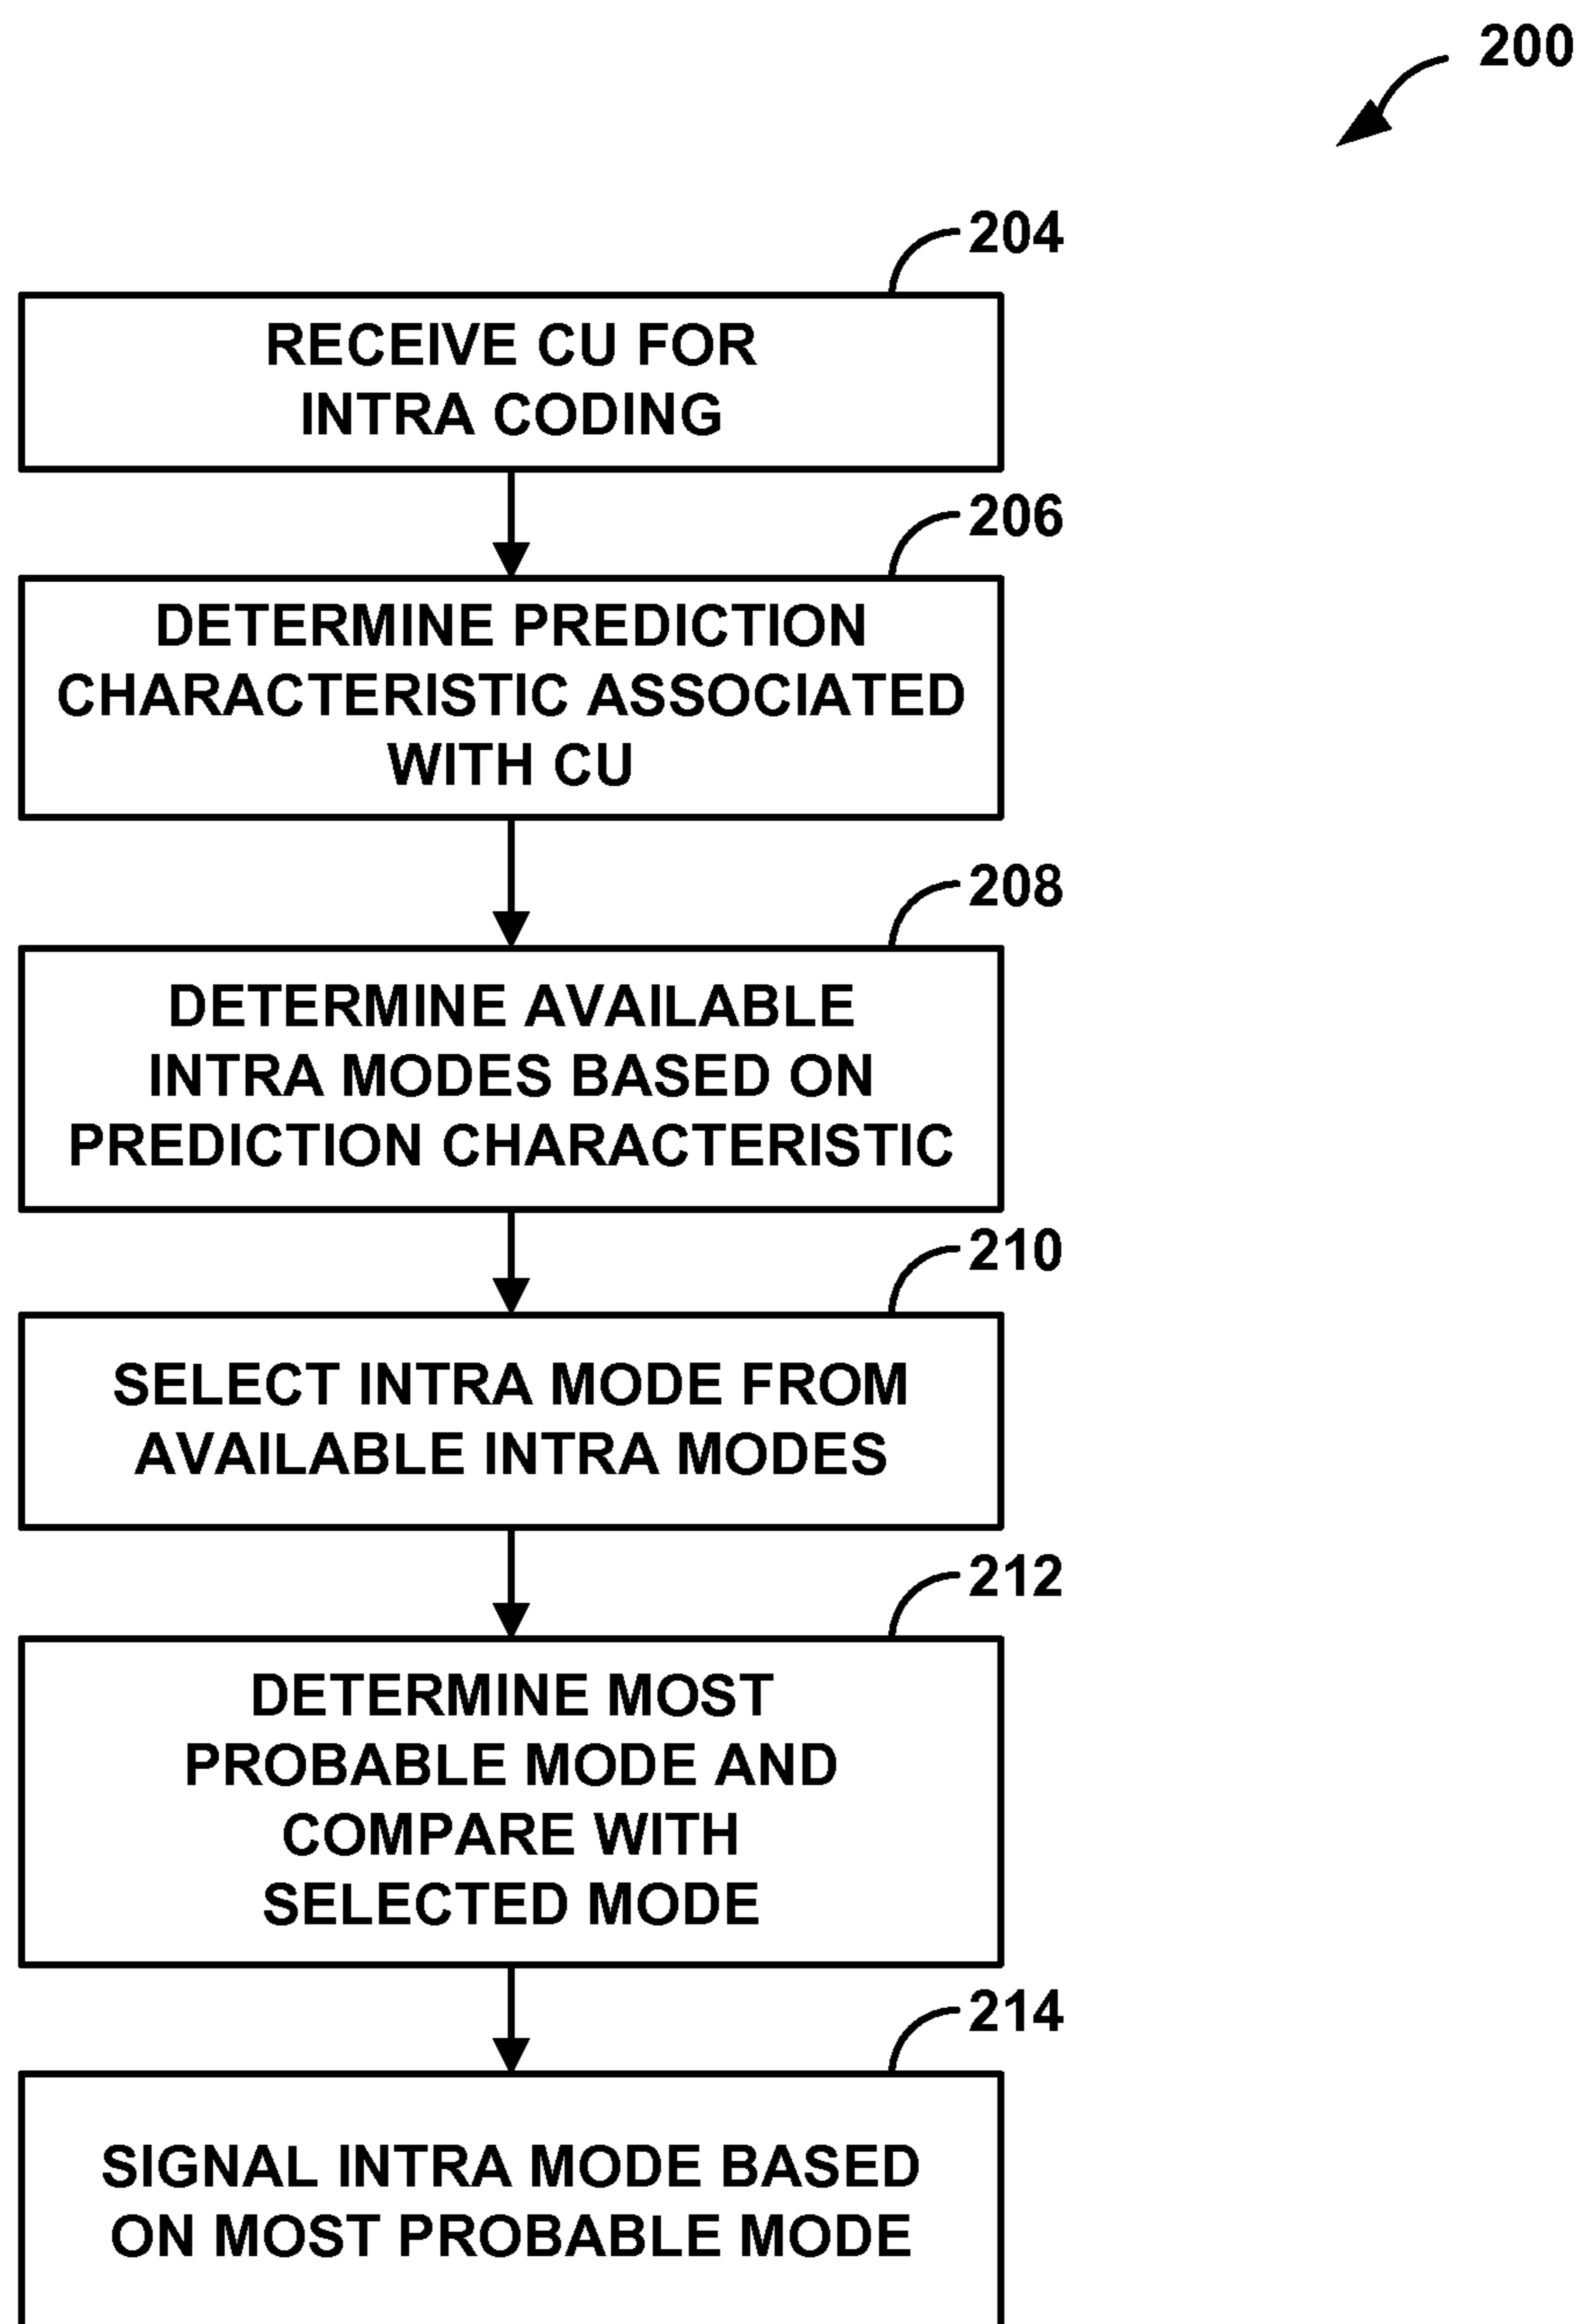 200
204
RECEIVE CU FOR
INTRA CODING
206
DETERMINE PREDICTION
CHARACTERISTIC ASSOCIATED
WITH CU
208
DETERMINE AVAILABLE
INTRA MODES BASED ON
PREDICTION CHARACTERISTIC
210
SELECT INTRA MODE FROM
AVAILABLE INTRA MODES
212
DETERMINE MOST
PROBABLE MODE AND
COMPARE WITH
SELECTED MODE
214
SIGNAL INTRA MODE BASED
ON MOST PROBABLE MODE